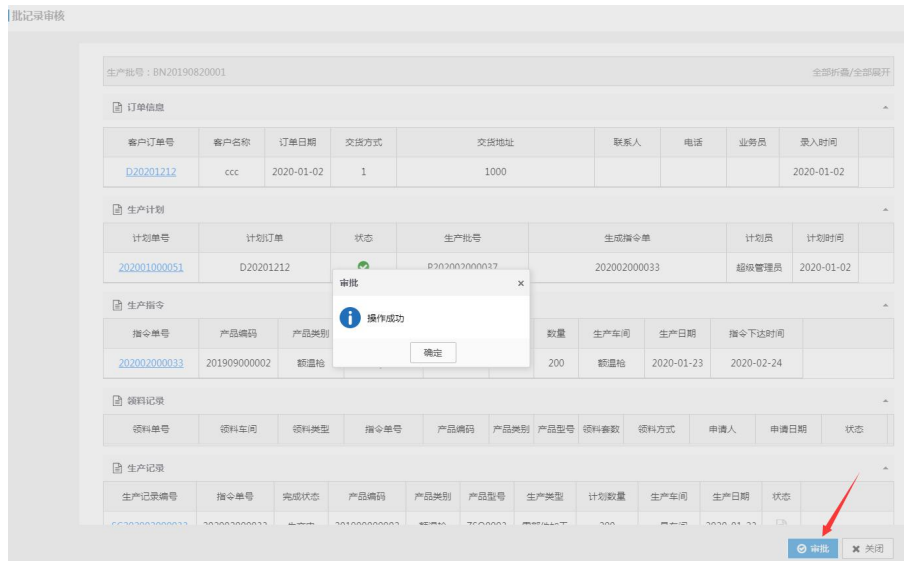 批记录审核
生产批号：BN20190820001 全部折叠/全部展开
订单信息
客户订单号 客户名称 订单日期 交货方式 交货地址 联系人 电话 业务员 录入时间
D20201212 ccc 2020-01-02 1 1000 2020-01-02
生产计划
计划单号 计划订单 状态 生产批号 生成指令单 计划员 计划时间
202001000051 D20201212 P202002000037 202002000033 超级管理员 2020-01-02
审批 ×
操作成功
确定
生产指令
指令单号 产品编码 产品类别 数量 生产车间 生产日期 指令下达时间
202002000033 201909000002 额温枪 200 额温枪 2020-01-23 2020-02-24
领料记录
领料单号 领料车间 领料类型 指令单号 产品编码 产品类别 产品型号 领料套数 领料方式 申请人 申请日期 状态
生产记录
生产记录编号 指令单号 完成状态 产品编码 产品类别 产品型号 生产类型 计划数量 生产车间 生产日期 状态
审批 关闭